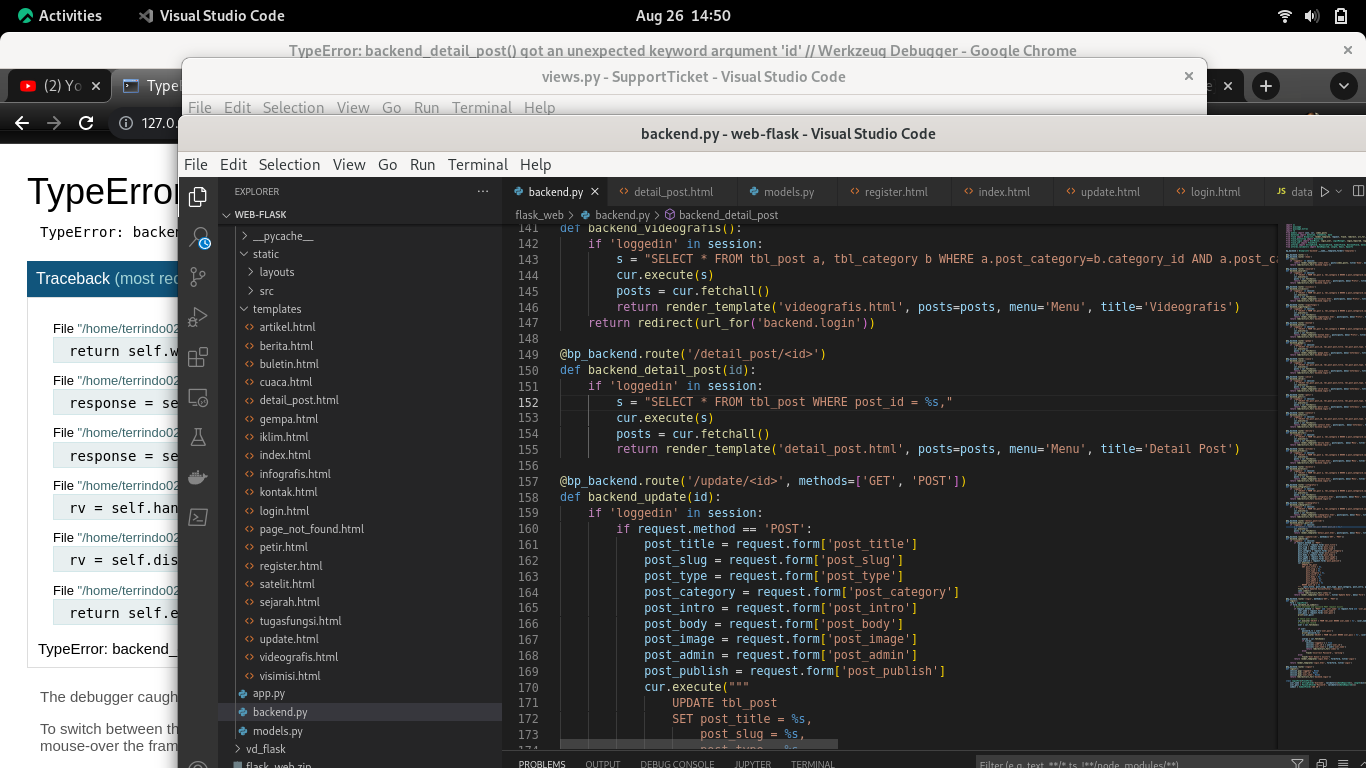 Activities
Visual Studio Code
Aug 26 14:50
TypeError: backend_detail_post() got an unexpected keyword argument 'id' // Werkzeug Debugger - Google Chrome
(2) Yo
TypeE
views.py - SupportTicket - Visual Studio Code
File Edit Selection View Go Run Terminal Help
127.0.
backend.py - web-flask - Visual Studio Code
File Edit Selection View Go Run Terminal Help
TypeError
TypeError: backen
Traceback (most rec
File "/home/terrindo02
return self.w
File "/home/terrindo02
response = se
File "/home/terrindo02
response = se
File "/home/terrindo02
rv = self.han
File "/home/terrindo02
rv = self.dis
File "/home/terrindo02
return self.e
TypeError: backend_
The debugger caugh
To switch between th
mouse-over the fram
EXPLORER
WEB-FLASK
__pycache__
static
layouts
src
templates
artikel.html
berita.html
buletin.html
cuaca.html
detail_post.html
gempa.html
iklim.html
index.html
infografis.html
kontak.html
login.html
page_not_found.html
petir.html
register.html
satelit.html
sejarah.html
tugasfungsi.html
update.html
videografis.html
visimisi.html
app.py
backend.py
models.py
vd_flask
flask_web.zip
backend.py detail_post.html models.py register.html index.html update.html login.html JS data
flask_web > backend.py > backend_detail_post
141 def backend_videografis():
142 if 'loggedin' in session:
143 s = "SELECT * FROM tbl_post a, tbl_category b WHERE a.post_category=b.category_id AND a.post_ca
144 cur.execute(s)
145 posts = cur.fetchall()
146 return render_template('videografis.html', posts=posts, menu='Menu', title='Videografis')
147 return redirect(url_for('backend.login'))
148
149 @bp_backend.route('/detail_post/<id>')
150 def backend_detail_post(id):
151 if 'loggedin' in session:
152 s = "SELECT * FROM tbl_post WHERE post_id = %s,"
153 cur.execute(s)
154 posts = cur.fetchall()
155 return render_template('detail_post.html', posts=posts, menu='Menu', title='Detail Post')
156
157 @bp_backend.route('/update/<id>', methods=['GET', 'POST'])
158 def backend_update(id):
159 if 'loggedin' in session:
160 if request.method == 'POST':
161 post_title = request.form['post_title']
162 post_slug = request.form['post_slug']
163 post_type = request.form['post_type']
164 post_category = request.form['post_category']
165 post_intro = request.form['post_intro']
166 post_body = request.form['post_body']
167 post_image = request.form['post_image']
168 post_admin = request.form['post_admin']
169 post_publish = request.form['post_publish']
170 cur.execute("""
171 UPDATE tbl_post
172 SET post_title = %s,
173 post_slug = %s,
174 post_type = %s
PROBLEMS OUTPUT DEBUG CONSOLE JUPYTER TERMINAL
Filter (e.g. text, **/*.ts, !**/node_modules/**)